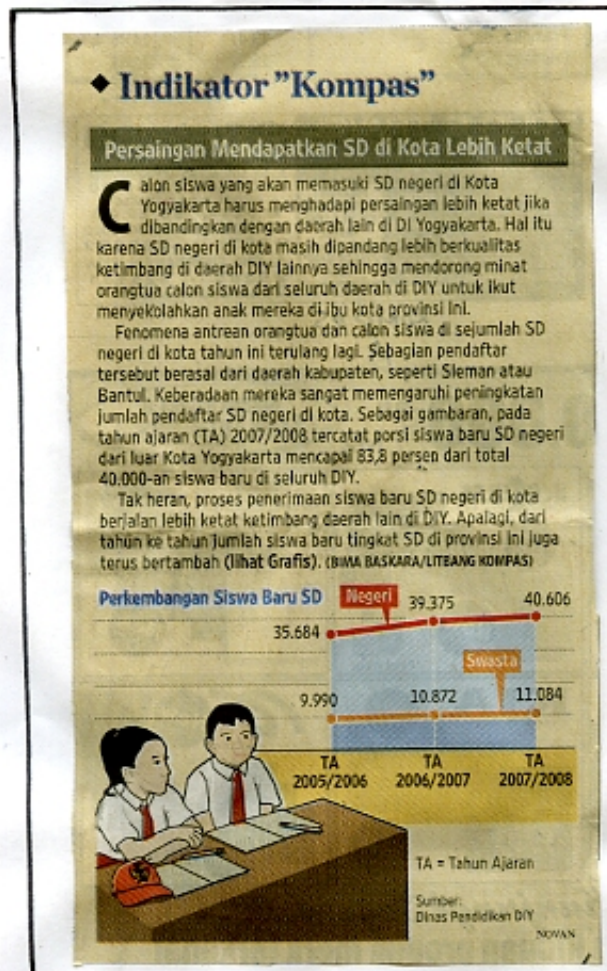 ◆ Indikator "Kompas"
Persaingan Mendapatkan SD di Kota Lebih Ketat
Calon siswa yang akan memasuki SD negeri di Kota
Yogyakarta harus menghadapi persaingan lebih ketat jika
dibandingkan dengan daerah lain di DI Yogyakarta. Hal itu
karena SD negeri di kota masih dipandang lebih berkualitas
ketimbang di daerah DIY lainnya sehingga mendorong minat
orangtua calon siswa dari seluruh daerah di DIY untuk ikut
menyekolahkan anak mereka di ibu kota provinsi ini.
Fenomena antrean orangtua dan calon siswa di sejumlah SD
negeri di kota tahun ini terulang lagi. Sebagian pendaftar
tersebut berasal dari daerah kabupaten, seperti Sleman atau
Bantul. Keberadaan mereka sangat memengaruhi peningkatan
jumlah pendaftar SD negeri di kota. Sebagai gambaran, pada
tahun ajaran (TA) 2007/2008 tercatat porsi siswa baru SD negeri
dari luar Kota Yogyakarta mencapai 83,8 persen dari total
40.000-an siswa baru di seluruh DIY.
Tak heran, proses penerimaan siswa baru SD negeri di kota
berjalan lebih ketat ketimbang daerah lain di DIY. Apalagi, dari
tahun ke tahun jumlah siswa baru tingkat SD di provinsi ini juga
terus bertambah (lihat Grafis). (BIMA BASKARA/LITBANG KOMPAS)
Perkembangan Siswa Baru SD
Negeri
35.684
39.375
40.606
Swasta
9.990
10.872
11.084
TA
2005/2006
TA
2006/2007
TA
2007/2008
TA = Tahun Ajaran
Sumber:
Dinas Pendidikan DIY
NOVAN